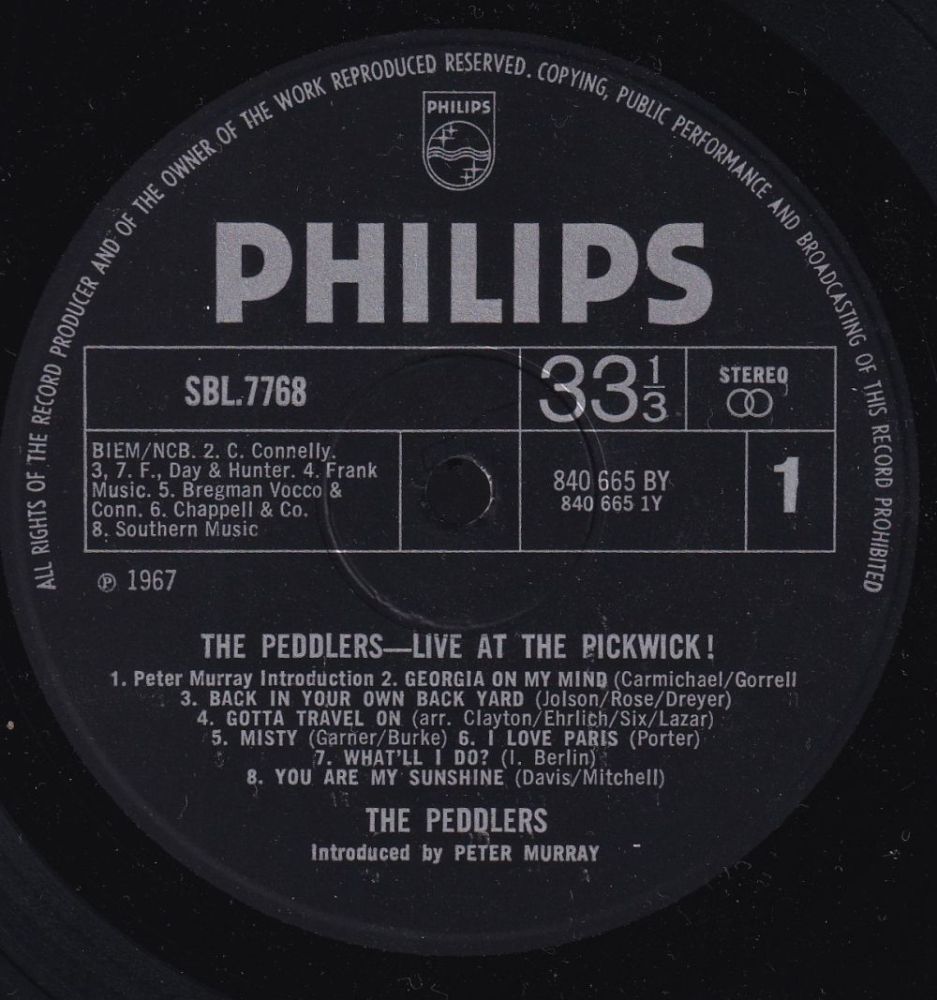 ALL RIGHTS OF THE RECORD PRODUCER AND OF THE OWNER OF THE WORK REPRODUCED RESERVED. COPYING, PUBLIC PERFORMANCE AND BROADCASTING OF THIS RECORD PROHIBITED
PHILIPS
PHILIPS
SBL.7768
33 1/3
STEREO
BIEM/NCB. 2. C. Connelly.
3, 7. F., Day & Hunter. 4. Frank
Music. 5. Bregman Vocco &
Conn. 6. Chappell & Co.
8. Southern Music
840 665 BY
840 665 1Y
1
℗ 1967
THE PEDDLERS—LIVE AT THE PICKWICK!
1. Peter Murray Introduction 2. GEORGIA ON MY MIND (Carmichael/Gorrell
3. BACK IN YOUR OWN BACK YARD (Jolson/Rose/Dreyer)
4. GOTTA TRAVEL ON (arr. Clayton/Ehrlich/Six/Lazar)
5. MISTY (Garner/Burke) 6. I LOVE PARIS (Porter)
7. WHAT'LL I DO? (I. Berlin)
8. YOU ARE MY SUNSHINE (Davis/Mitchell)
THE PEDDLERS
Introduced by PETER MURRAY